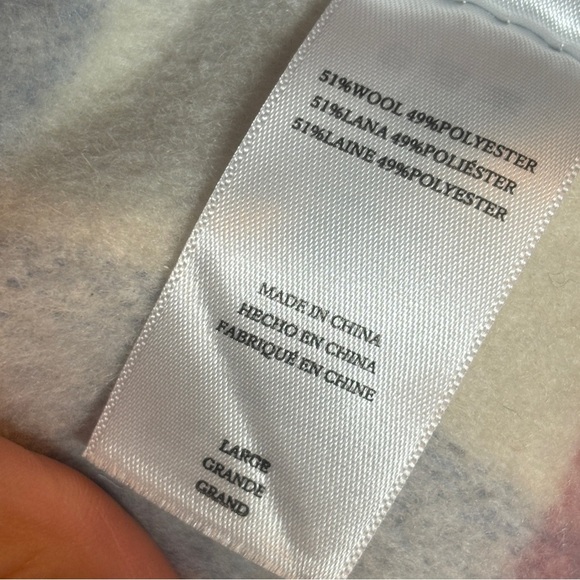 51%WOOL 49%POLYESTER
51%LANA 49%POLIÉSTER
51%LAINE 49%POLYESTER
MADE IN CHINA
HECHO EN CHINA
FABRIQUÉ EN CHINE
LARGE
GRANDE
GRAND